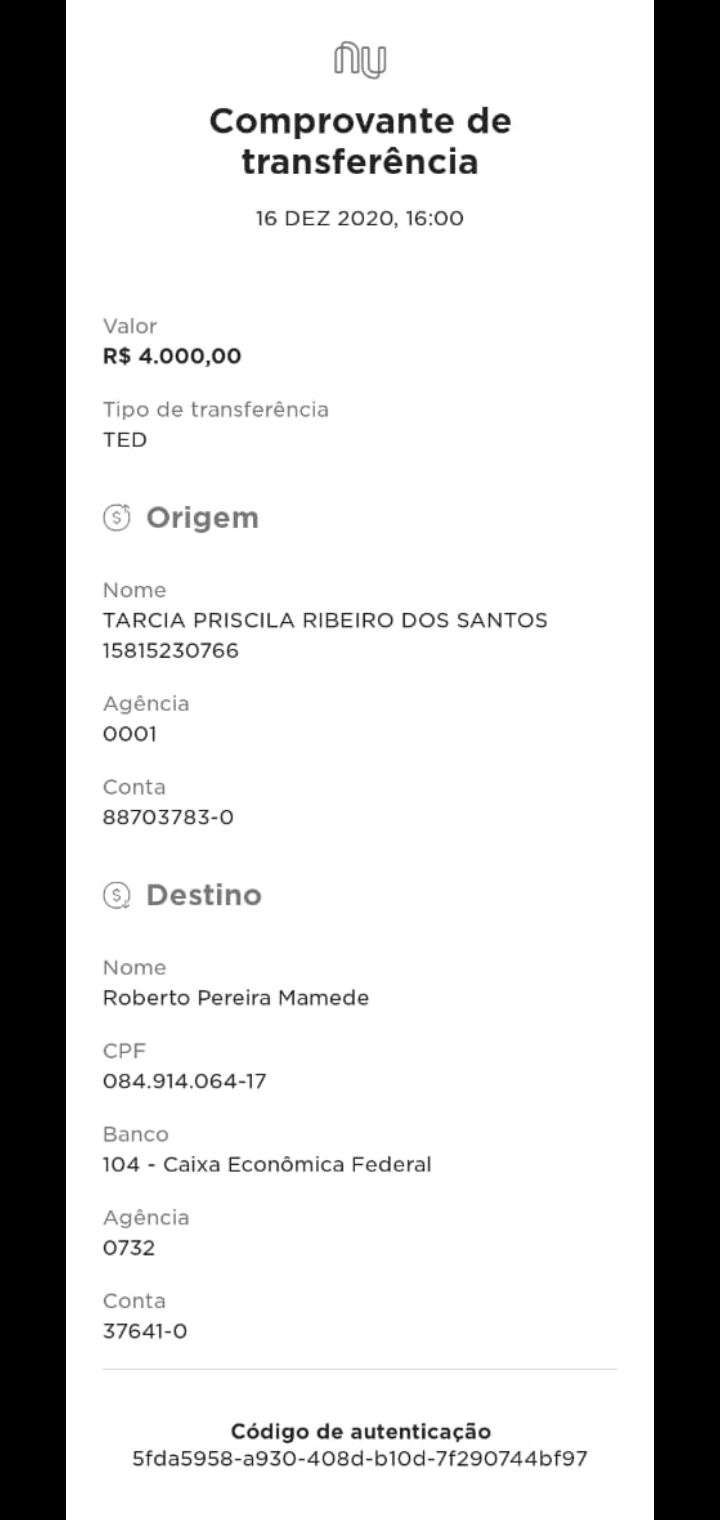 nu
Comprovante de
transferência
16 DEZ 2020, 16:00
Valor
R$ 4.000,00
Tipo de transferência
TED
Origem
Nome
TARCIA PRISCILA RIBEIRO DOS SANTOS
15815230766
Agência
0001
Conta
88703783-0
Destino
Nome
Roberto Pereira Mamede
CPF
084.914.064-17
Banco
104 - Caixa Econômica Federal
Agência
0732
Conta
37641-0
Código de autenticação
5fda5958-a930-408d-b10d-7f290744bf97